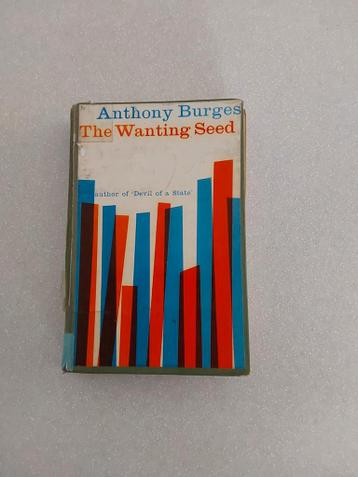 Anthony Burges
The Wanting Seed
author of 'Devil of a State'